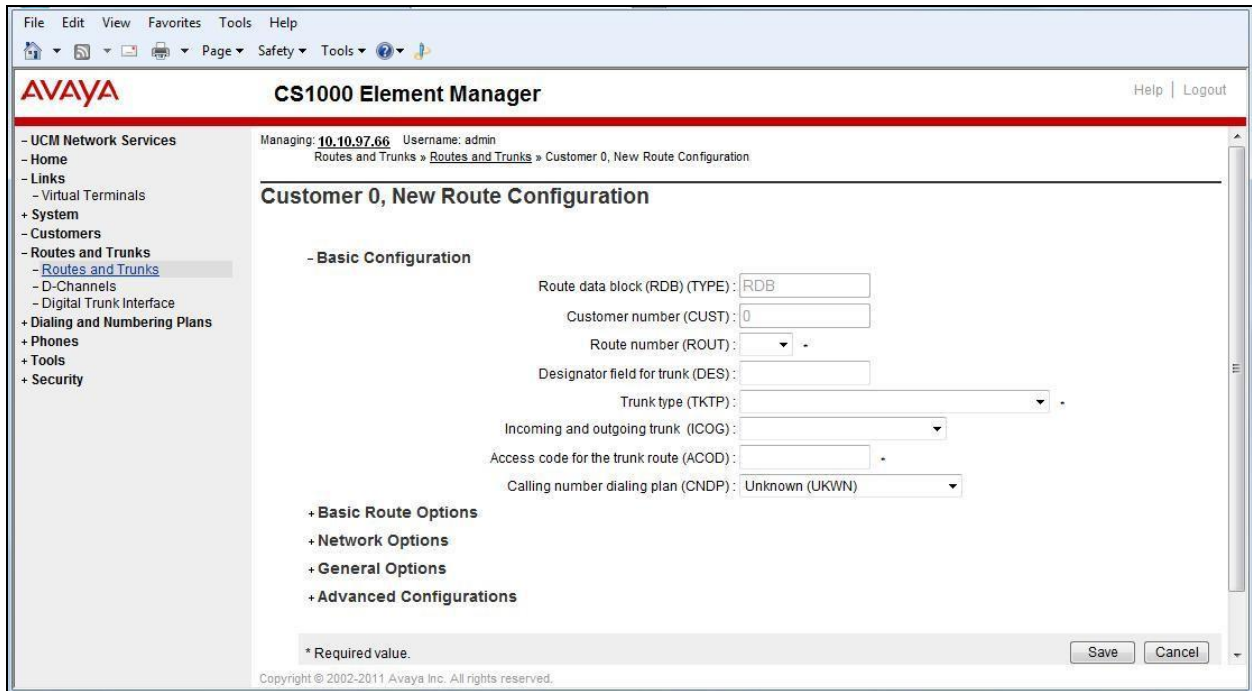 File Edit View Favorites Tools Help
Page Safety Tools
AVAYA
CS1000 Element Manager
Help | Logout
- UCM Network Services
- Home
- Links
- Virtual Terminals
+ System
- Customers
- Routes and Trunks
- Routes and Trunks
- D-Channels
- Digital Trunk Interface
+ Dialing and Numbering Plans
+ Phones
+ Tools
+ Security
Managing: 10.10.97.66 Username: admin
Routes and Trunks » Routes and Trunks » Customer 0, New Route Configuration
Customer 0, New Route Configuration
- Basic Configuration
Route data block (RDB) (TYPE) : RDB
Customer number (CUST) : 0
Route number (ROUT) : *
Designator field for trunk (DES) :
Trunk type (TKTP) : *
Incoming and outgoing trunk (ICOG) :
Access code for the trunk route (ACOD) : *
Calling number dialing plan (CNDP) : Unknown (UKWN)
+ Basic Route Options
+ Network Options
+ General Options
+ Advanced Configurations
* Required value.
Save Cancel
Copyright © 2002-2011 Avaya Inc. All rights reserved.